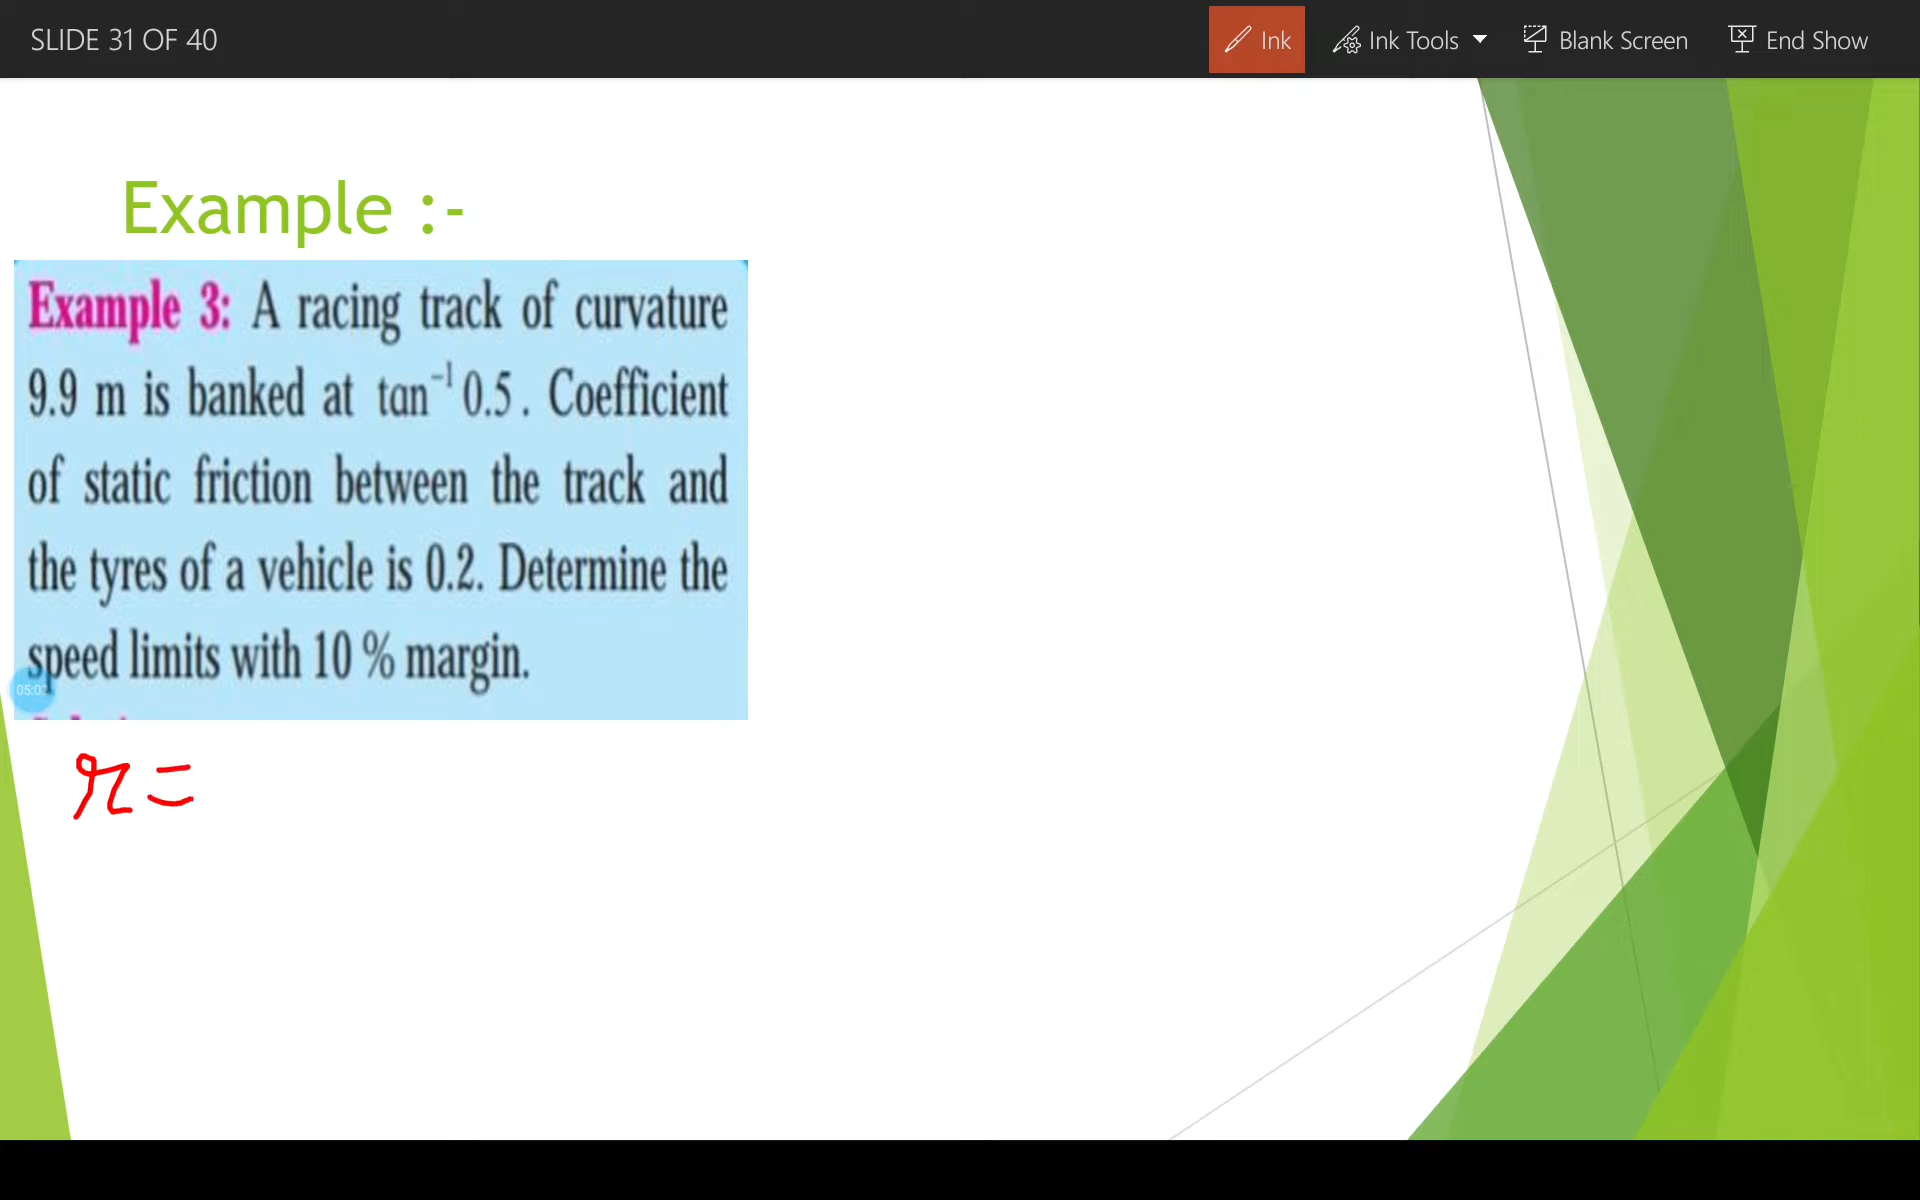 SLIDE 31 OF 40
Ink
Ink Tools
Blank Screen
End Show
Example :-
Example 3: A racing track of curvature
9.9 m is banked at tan⁻¹ 0.5. Coefficient
of static friction between the track and
the tyres of a vehicle is 0.2. Determine the
speed limits with 10 % margin.
r =